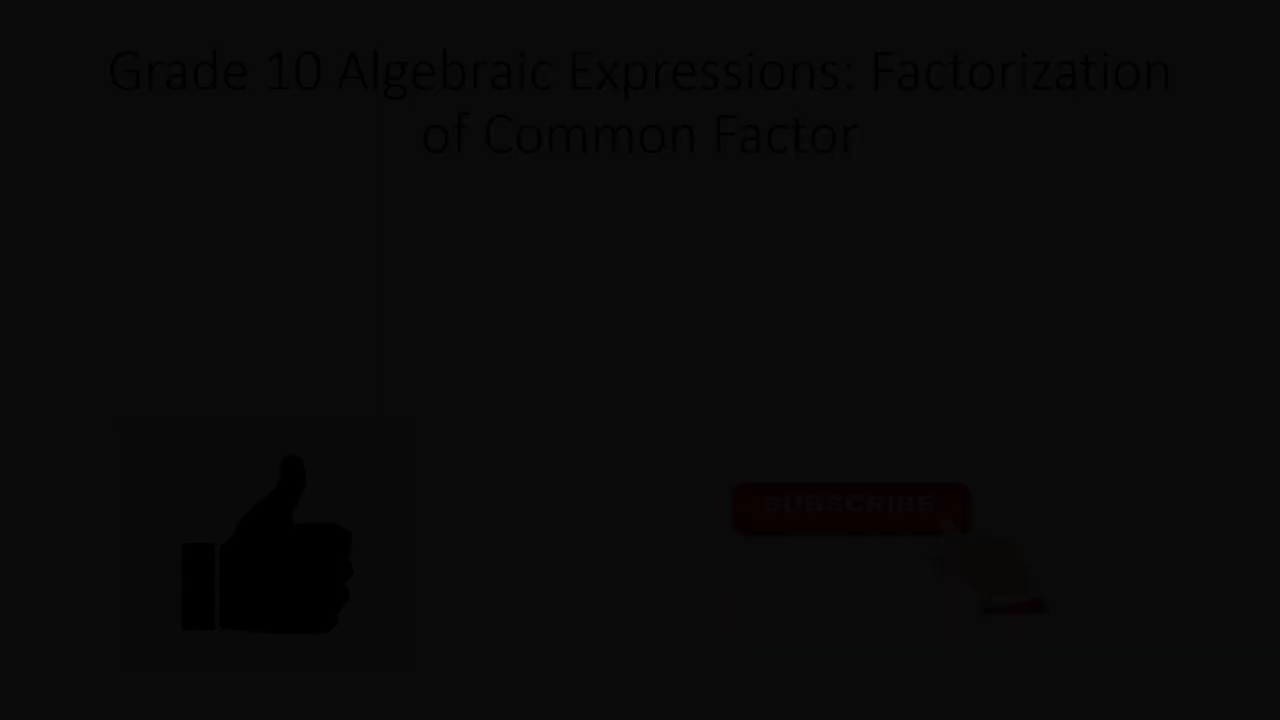 Grade 10 Algebraic Expressions: Factorization
of Common Factor
SUBSCRIBE